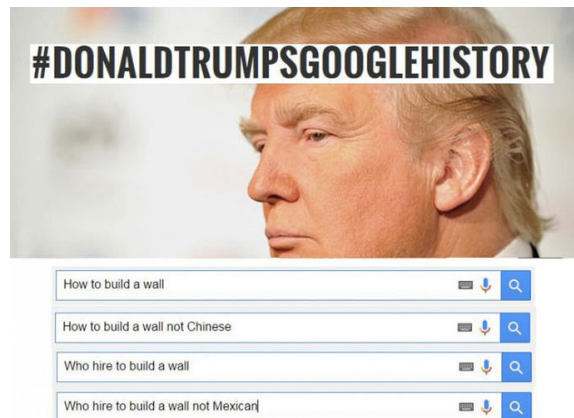 #DONALDTRUMPSGOOGLEHISTORY
How to build a wall
How to build a wall not Chinese
Who hire to build a wall
Who hire to build a wall not Mexican